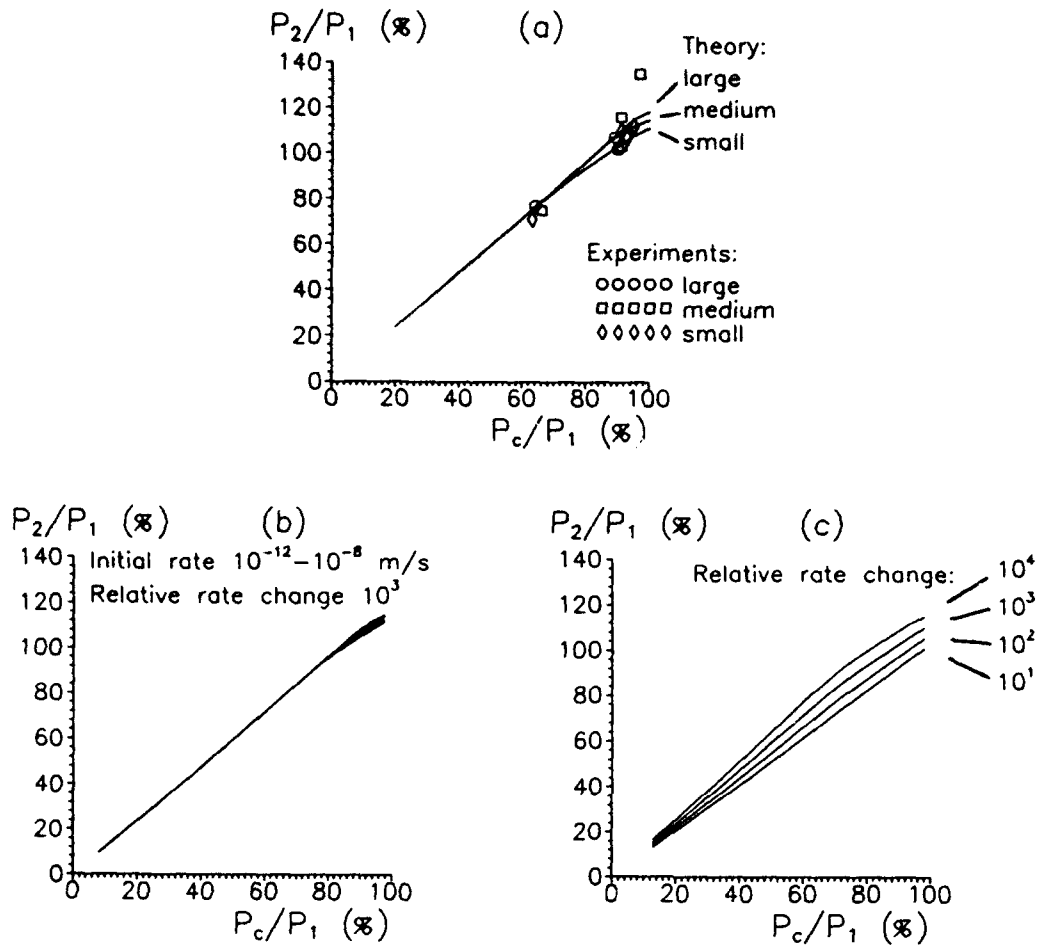 P₂/P₁ (%) (a)
Theory:
large
medium
small
140
120
100
80
60
40
20
0
Experiments:
○○○○○ large
□□□□□ medium
◊◊◊◊◊ small
0 20 40 60 80 100
P_c/P₁ (%)
P₂/P₁ (%) (b)
Initial rate 10⁻¹²–10⁻⁸ m/s
Relative rate change 10³
140
120
100
80
60
40
20
0
0 20 40 60 80 100
P_c/P₁ (%)
P₂/P₁ (%) (c)
Relative rate change: 10⁴
10³
10²
10¹
140
120
100
80
60
40
20
0
0 20 40 60 80 100
P_c/P₁ (%)